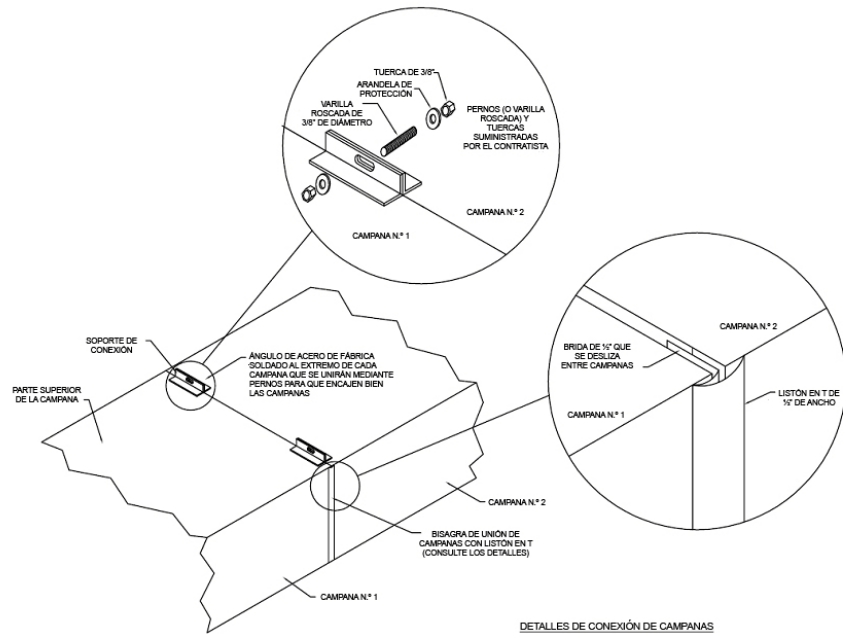 TUERCA DE 3/8"
ARANDELA DE
PROTECCIÓN
VARILLA
ROSCADA DE
3/8" DE DIÁMETRO
PERNOS (O VARILLA
ROSCADA) Y
TUERCAS
SUMINISTRADAS
POR EL CONTRATISTA
CAMPANA N.º 2
CAMPANA N.º 1
SOPORTE DE
CONEXIÓN
ÁNGULO DE ACERO DE FÁBRICA
SOLDADO AL EXTREMO DE CADA
CAMPANA QUE SE UNIRÁN MEDIANTE
PERNOS PARA QUE ENCAJEN BIEN
LAS CAMPANAS
PARTE SUPERIOR
DE LA CAMPANA
CAMPANA N.º 2
BRIDA DE ½" QUE
SE DESLIZA
ENTRE CAMPANAS
CAMPANA N.º 1
LISTÓN EN T DE
½" DE ANCHO
CAMPANA N.º 2
BISAGRA DE UNIÓN DE
CAMPANAS CON LISTÓN EN T
(CONSULTE LOS DETALLES)
CAMPANA N.º 1
DETALLES DE CONEXIÓN DE CAMPANAS